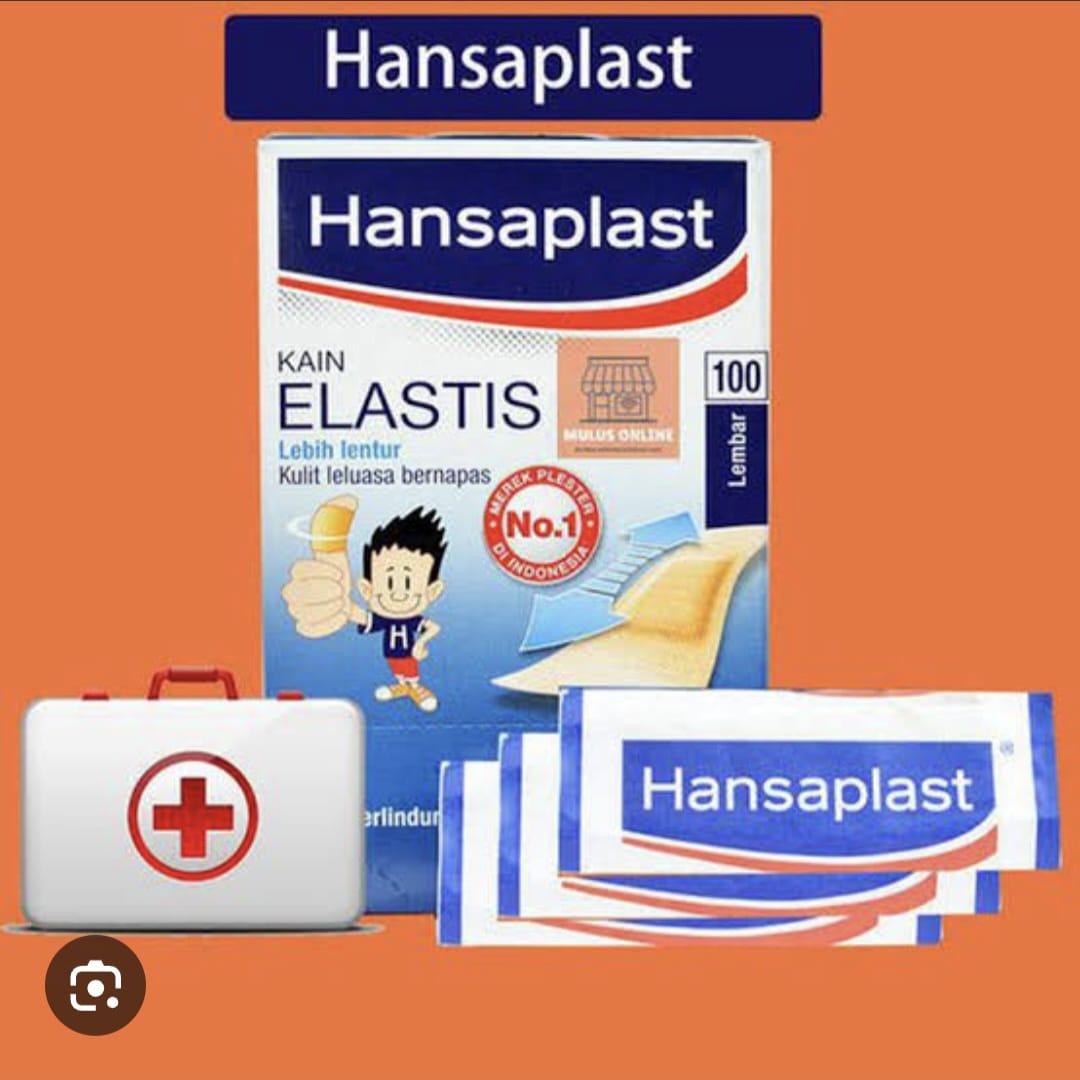 Hansaplast
Hansaplast
KAIN
ELASTIS
Lebih lentur
Kulit leluasa bernapas
MULUS ONLINE
100
Lembar
MEREK PLESTER
No.1
DI INDONESIA
H
Hansaplast
®